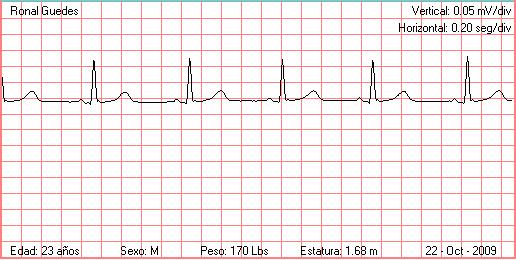 Ronal Guedes
Vertical: 0.05 mV/div
Horizontal: 0.20 seg/div
Edad: 23 años Sexo: M Peso: 170 Lbs Estatura: 1.68 m 22 - Oct - 2009